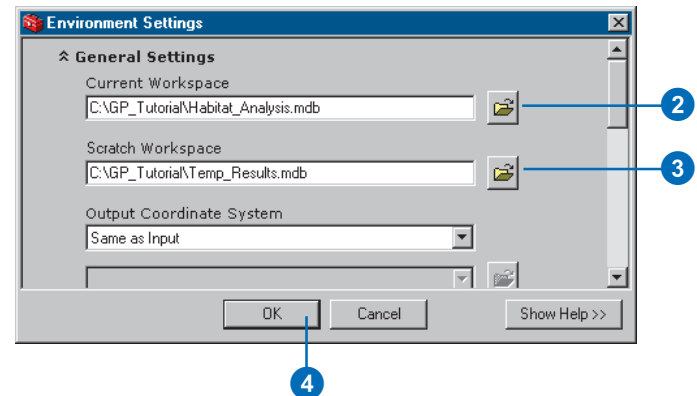 Environment Settings
General Settings
Current Workspace
C:\GP_Tutorial\Habitat_Analysis.mdb
2
Scratch Workspace
C:\GP_Tutorial\Temp_Results.mdb
3
Output Coordinate System
Same as Input
OK
Cancel
Show Help >>
4